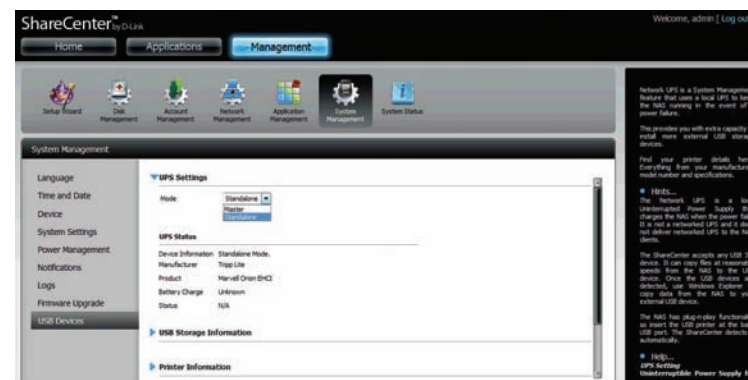 ShareCenter™ by D-Link
Welcome, admin [ Log out
Home
Applications
Management
Setup Wizard
Disk Management
Account Management
Network Management
Application Management
System Management
System Status
System Management
Language
Time and Date
Device
System Settings
Power Management
Notifications
Logs
Firmware Upgrade
USB Devices
UPS Settings
Mode Standalone
Master
Standalone
UPS Status
Device Information Standalone Mode.
Manufacturer Tripp Lite
Product Marvell Orion EHCI
Battery Charge Unknown
Status N/A
USB Storage Information
Printer Information
Network UPS is a System
feature that uses a local UPS to
the NAS running in the event of
power failure.
This provides you with extra capacity
install more external USB
devices.
Find your printer details
Everything from your
model number and specifications.
Hints...
The Network UPS is a
Uninterrupted Power Supply
charges the NAS when the power
It is not a networked UPS and it
not deliver networked UPS to the
clients.
The ShareCenter accepts any USB
device. It can copy files at
speeds from the NAS to the
device. Once the USB devices
detected, use Windows Explorer
copy data from the NAS to
external USB device.
The NAS has plug-n-play
so insert the USB printer at the
USB port. The ShareCenter detects
automatically.
Help...
UPS Setting
Uninterruptible Power Supply